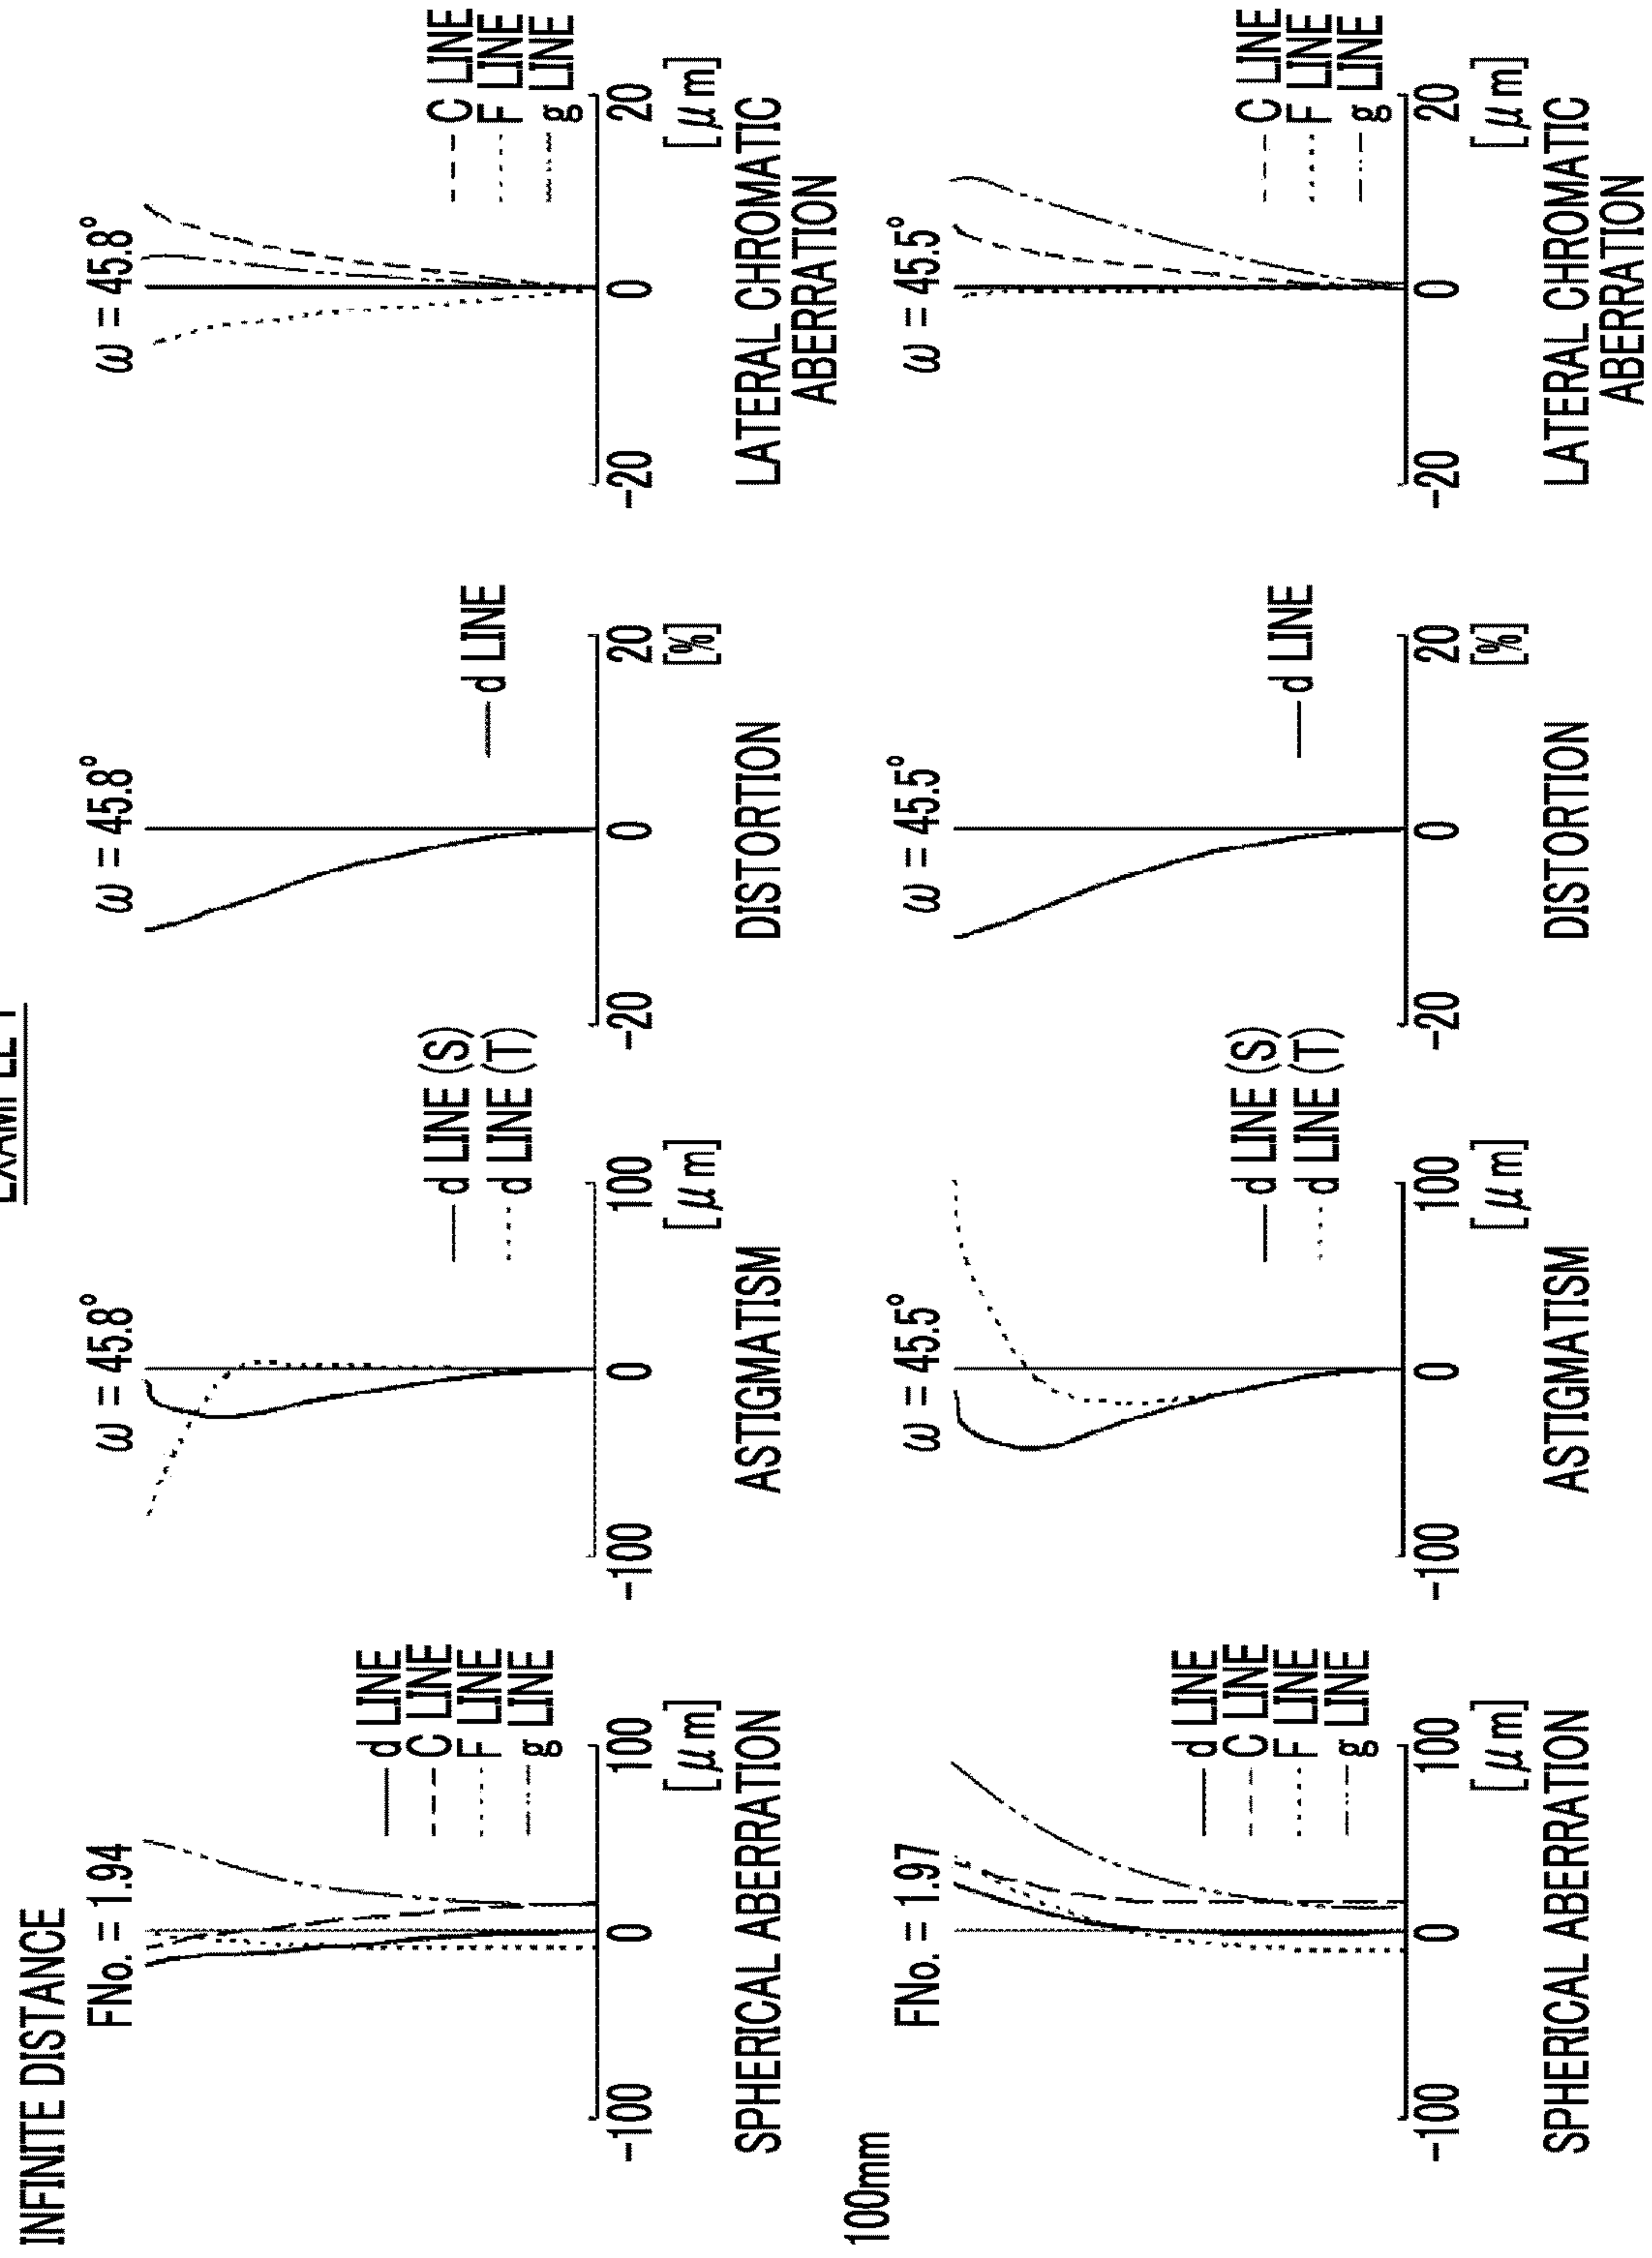 INFINITE DISTANCE
FNo. = 1.94
d LINE
C LINE
F LINE
g LINE
-100
0
100
[μm]
SPHERICAL ABERRATION
ω = 45.8°
d LINE (S)
d LINE (T)
-100
0
100
[μm]
ASTIGMATISM
ω = 45.8°
d LINE
-20
0
20
[%]
DISTORTION
ω = 45.8°
C LINE
F LINE
g LINE
-20
0
20
[μm]
LATERAL CHROMATIC
ABERRATION
100mm
FNo. = 1.97
d LINE
C LINE
F LINE
g LINE
-100
0
100
[μm]
SPHERICAL ABERRATION
ω = 45.5°
d LINE (S)
d LINE (T)
-100
0
100
[μm]
ASTIGMATISM
ω = 45.5°
d LINE
-20
0
20
[%]
DISTORTION
ω = 45.5°
C LINE
F LINE
g LINE
-20
0
20
[μm]
LATERAL CHROMATIC
ABERRATION